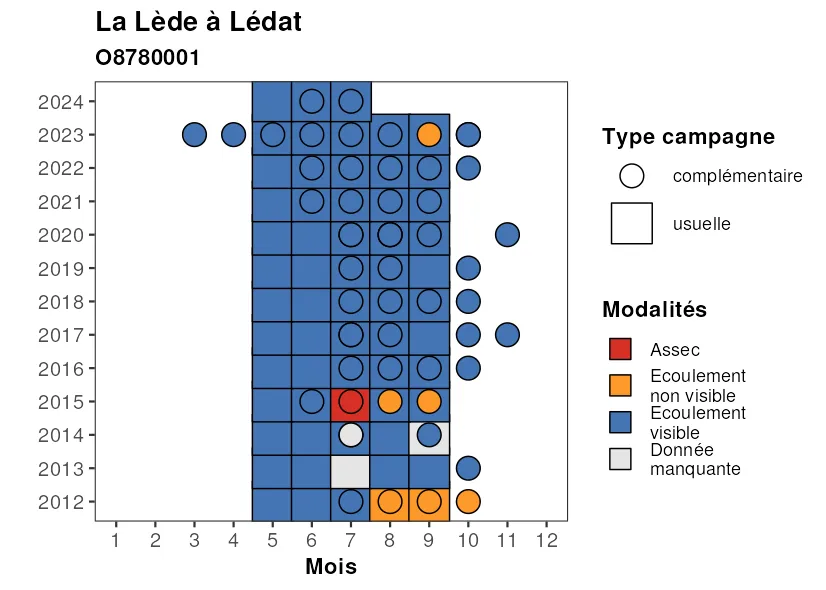 La Lède à Lédat
O8780001
2024
2023
2022
2021
2020
2019
2018
2017
2016
2015
2014
2013
2012
1 2 3 4 5 6 7 8 9 10 11 12
Mois
Type campagne
complémentaire
usuelle
Modalités
Assec
Ecoulement
non visible
Ecoulement
visible
Donnée
manquante